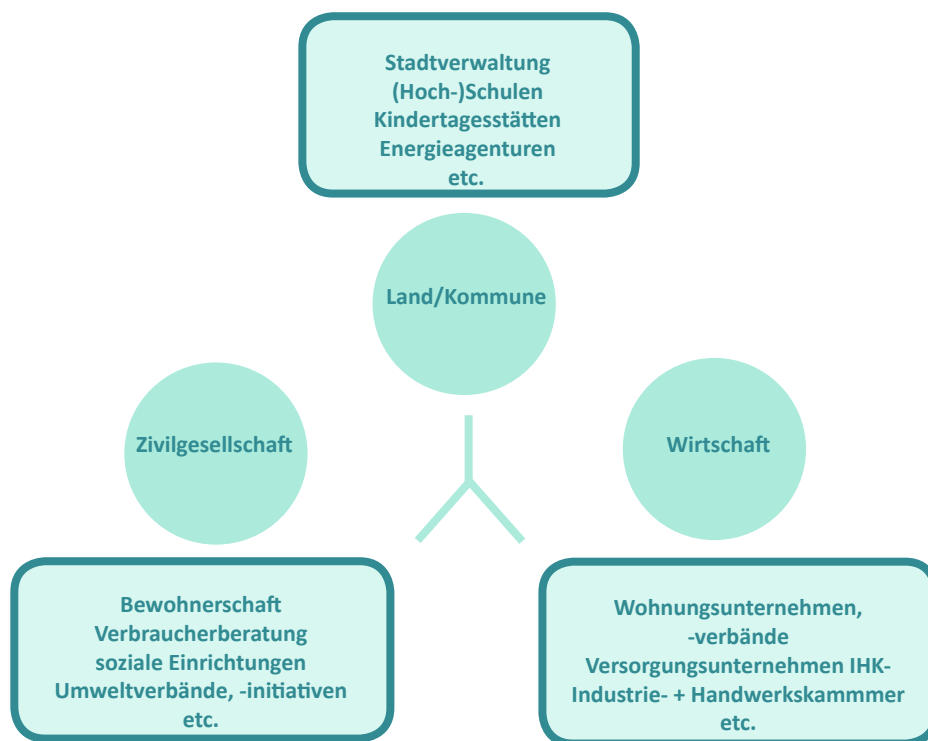 Stadtverwaltung
(Hoch-)Schulen
Kindertagesstätten
Energieagenturen
etc.
Land/Kommune
Zivilgesellschaft
Wirtschaft
Bewohnerschaft
Verbraucherberatung
soziale Einrichtungen
Umweltverbände, -initiativen
etc.
Wohnungsunternehmen,
-verbände
Versorgungsunternehmen IHK-
Industrie- + Handwerkskammmer
etc.